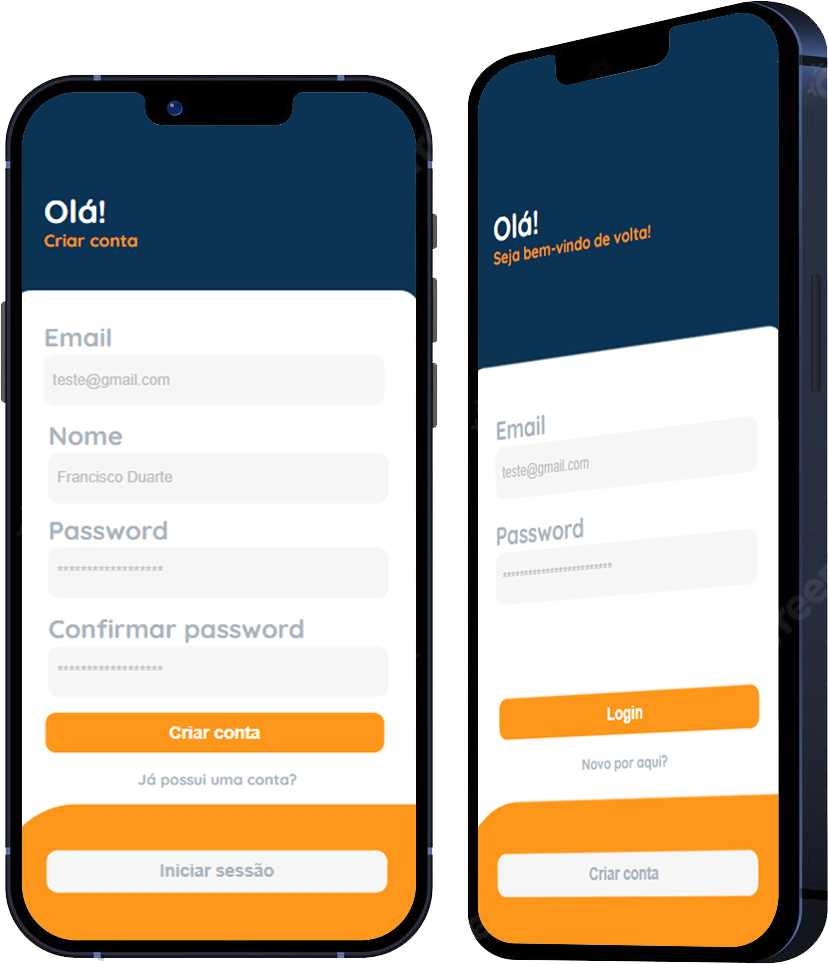 Olá!
Criar conta
Email
teste@gmail.com
Nome
Francisco Duarte
Password
******************
Confirmar password
******************
Criar conta
Já possui uma conta?
Iniciar sessão
Olá!
Seja bem-vindo de volta!
Email
teste@gmail.com
Password
*************************
Login
Novo por aqui?
Criar conta